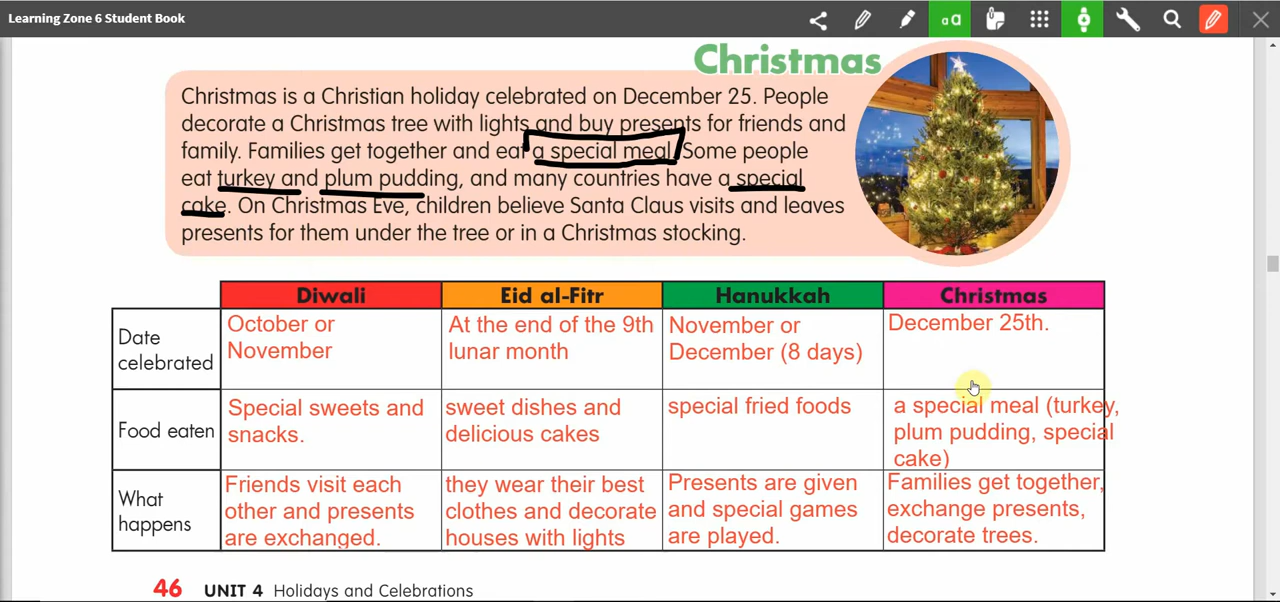 Learning Zone 6 Student Book
aa
Christmas
Christmas is a Christian holiday celebrated on December 25. People
decorate a Christmas tree with lights and buy presents for friends and
family. Families get together and eat a special meal. Some people
eat turkey and plum pudding, and many countries have a special
cake. On Christmas Eve, children believe Santa Claus visits and leaves
presents for them under the tree or in a Christmas stocking.
Diwali Eid al-Fitr Hanukkah Christmas
Date
celebrated
October or
November
At the end of the 9th
lunar month
November or
December (8 days)
December 25th.
Food eaten
Special sweets and
snacks.
sweet dishes and
delicious cakes
special fried foods
a special meal (turkey,
plum pudding, special
cake)
What
happens
Friends visit each
other and presents
are exchanged.
they wear their best
clothes and decorate
houses with lights
Presents are given
and special games
are played.
Families get together,
exchange presents,
decorate trees.
46 UNIT 4 Holidays and Celebrations